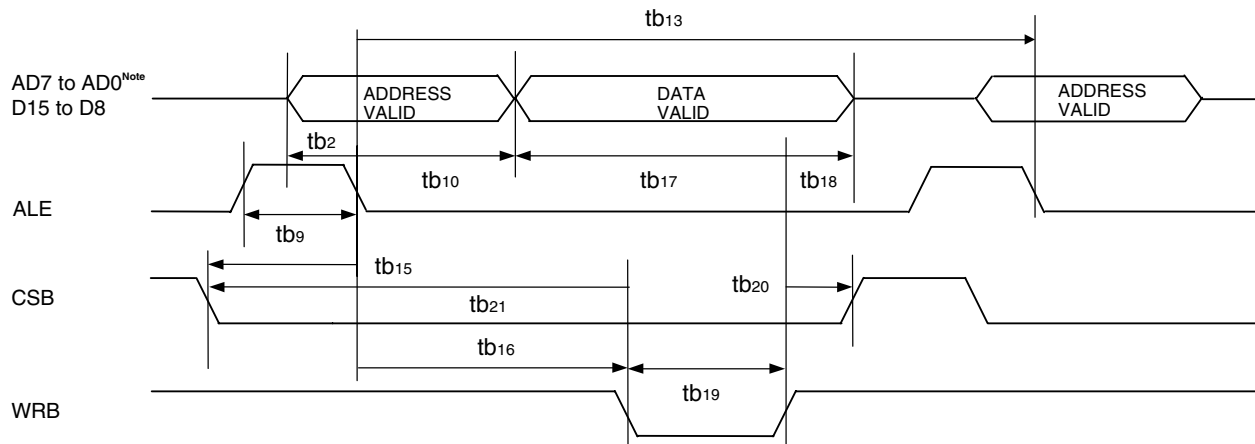 tb13
AD7 to AD0Note
D15 to D8
ADDRESS
VALID
DATA
VALID
ADDRESS
VALID
tb2
tb10
tb17
tb18
ALE
tb9
tb15
CSB
tb20
tb21
tb16
tb19
WRB